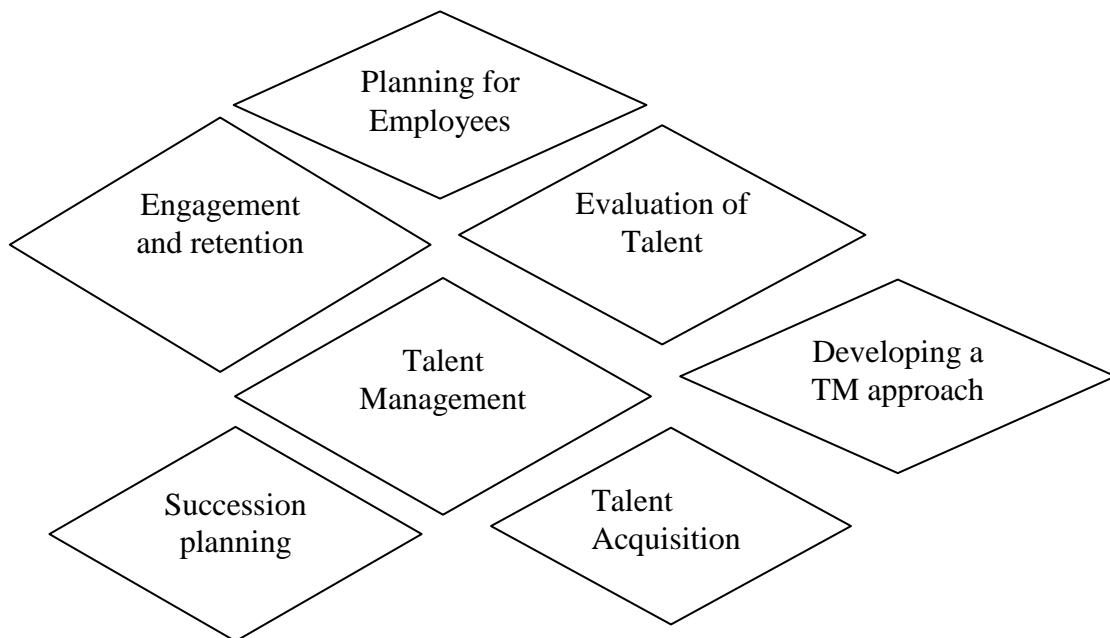 Planning for
Employees
Engagement
and retention
Evaluation of
Talent
Talent
Management
Developing a
TM approach
Succession
planning
Talent
Acquisition